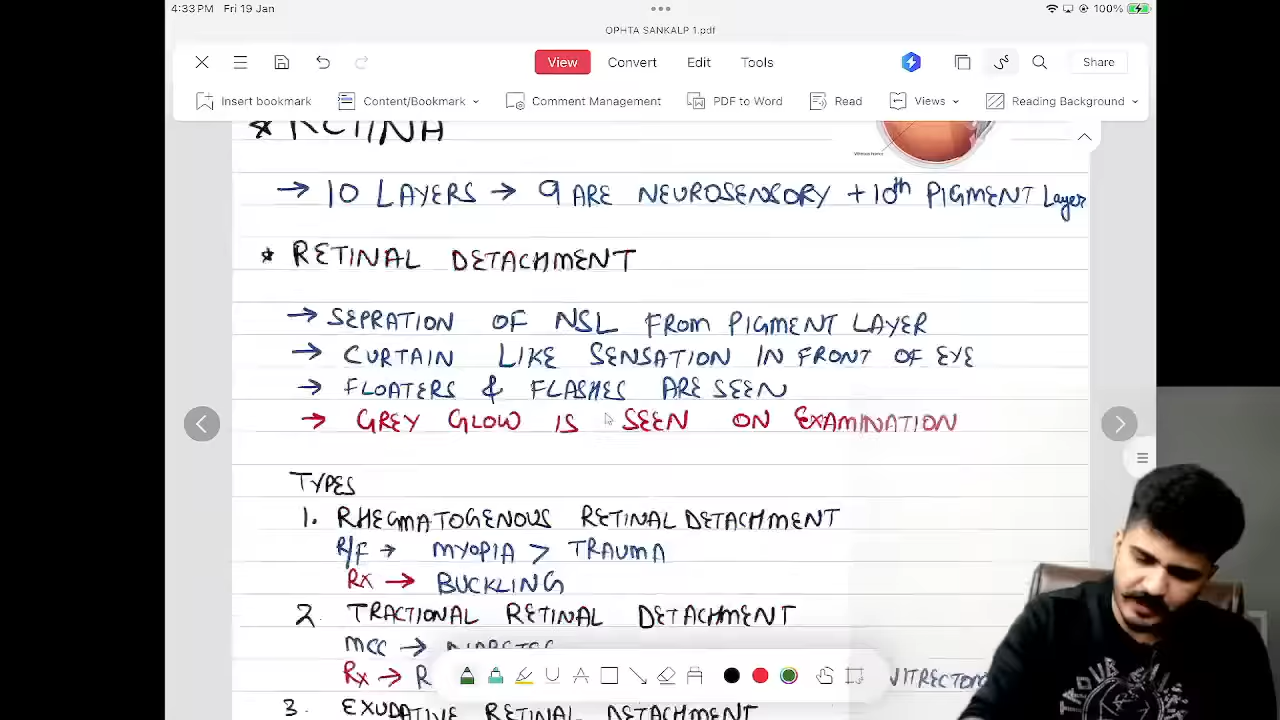 4:33 PM Fri 19 Jan
100%
OPHTA SANKALP 1.pdf
View Convert Edit Tools
Share
Insert bookmark Content/Bookmark Comment Management PDF to Word Read Views Reading Background
* RETINA
Vitreous humor
→ 10 LAYERS → 9 ARE NEUROSENSORY + 10th PIGMENT Layer
* RETINAL DETACHMENT
→ SEPRATION OF NSL FROM PIGMENT LAYER
→ CURTAIN LIKE SENSATION IN FRONT OF EYE
→ FLOATERS & FLASHES ARE SEEN
→ GREY GLOW IS SEEN ON EXAMINATION
TYPES
1. RHEGMATOGENOUS RETINAL DETACHMENT
R/F → MYOPIA > TRAUMA
Rx → BUCKLING
2. TRACTIONAL RETINAL DETACHMENT
MCC → DIABETES
Rx → R
3. EXUDATIVE RETINAL DETACHMENT